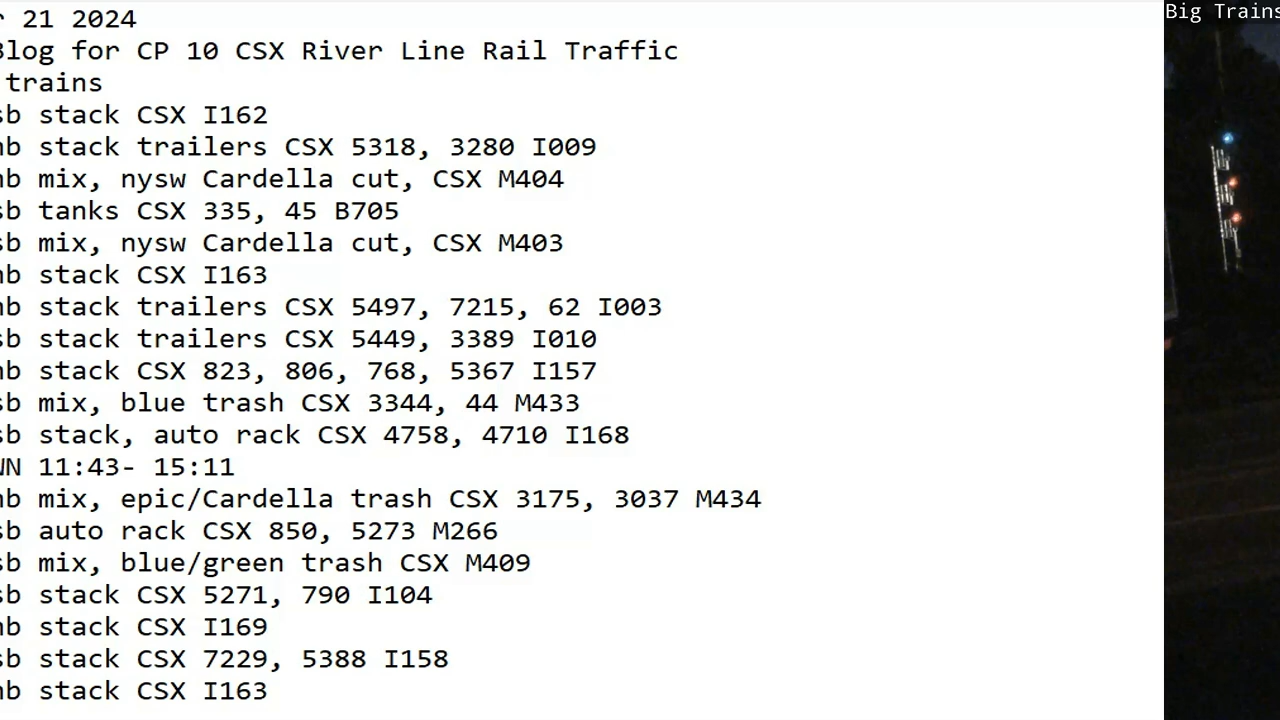 r 21 2024
Blog for CP 10 CSX River Line Rail Traffic
trains
sb stack CSX I162
nb stack trailers CSX 5318, 3280 I009
nb mix, nysw Cardella cut, CSX M404
sb tanks CSX 335, 45 B705
sb mix, nysw Cardella cut, CSX M403
nb stack CSX I163
nb stack trailers CSX 5497, 7215, 62 I003
sb stack trailers CSX 5449, 3389 I010
nb stack CSX 823, 806, 768, 5367 I157
sb mix, blue trash CSX 3344, 44 M433
sb stack, auto rack CSX 4758, 4710 I168
WN 11:43- 15:11
nb mix, epic/Cardella trash CSX 3175, 3037 M434
sb auto rack CSX 850, 5273 M266
sb mix, blue/green trash CSX M409
sb stack CSX 5271, 790 I104
nb stack CSX I169
sb stack CSX 7229, 5388 I158
nb stack CSX I163
Big Trains